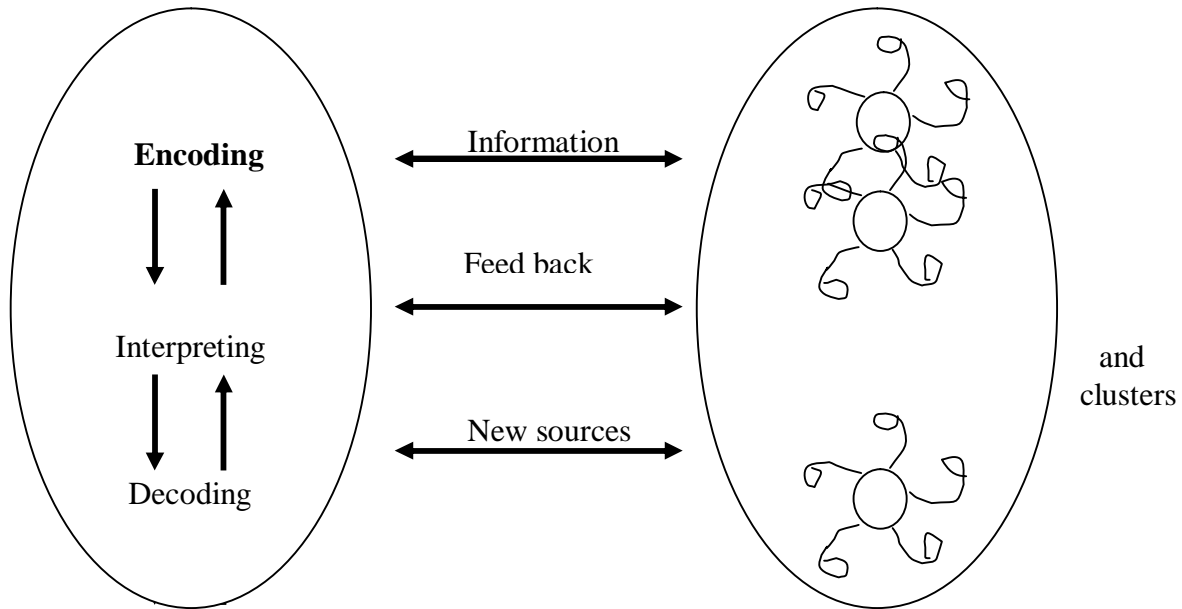 Encoding
Information
Feed back
Interpreting
and
clusters
New sources
Decoding